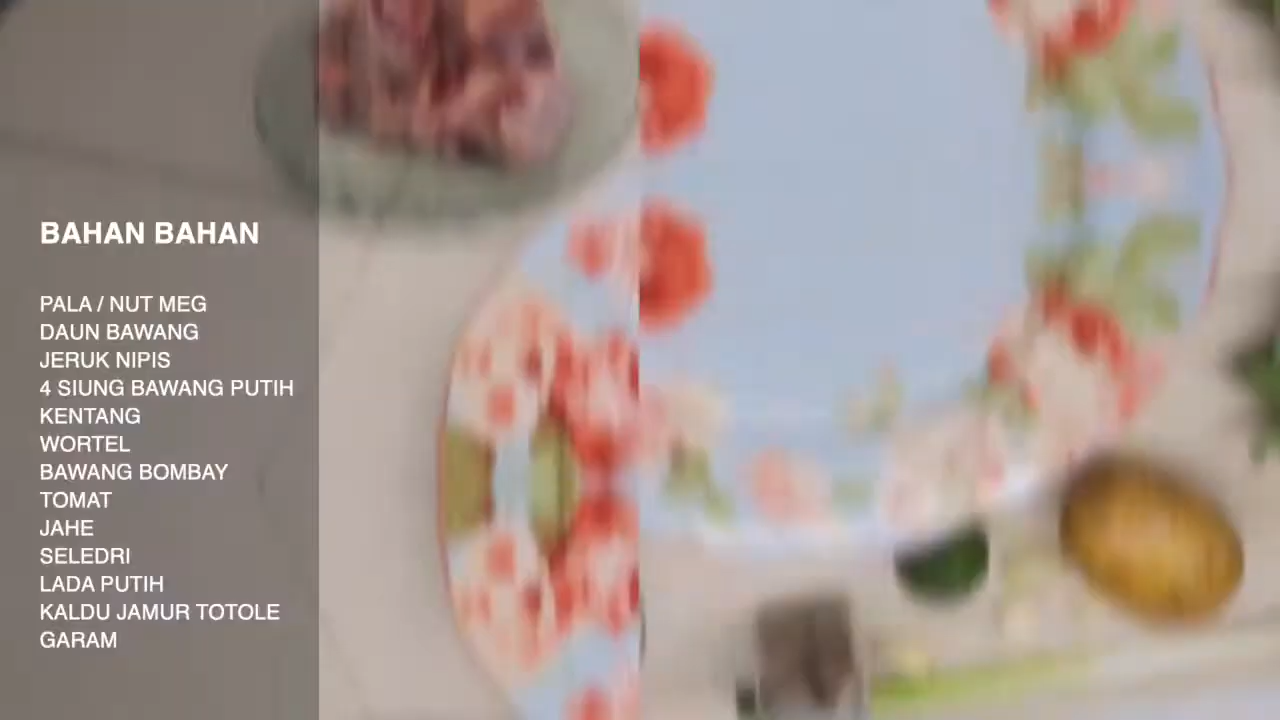 BAHAN BAHAN
PALA / NUT MEG
DAUN BAWANG
JERUK NIPIS
4 SIUNG BAWANG PUTIH
KENTANG
WORTEL
BAWANG BOMBAY
TOMAT
JAHE
SELEDRI
LADA PUTIH
KALDU JAMUR TOTOLE
GARAM